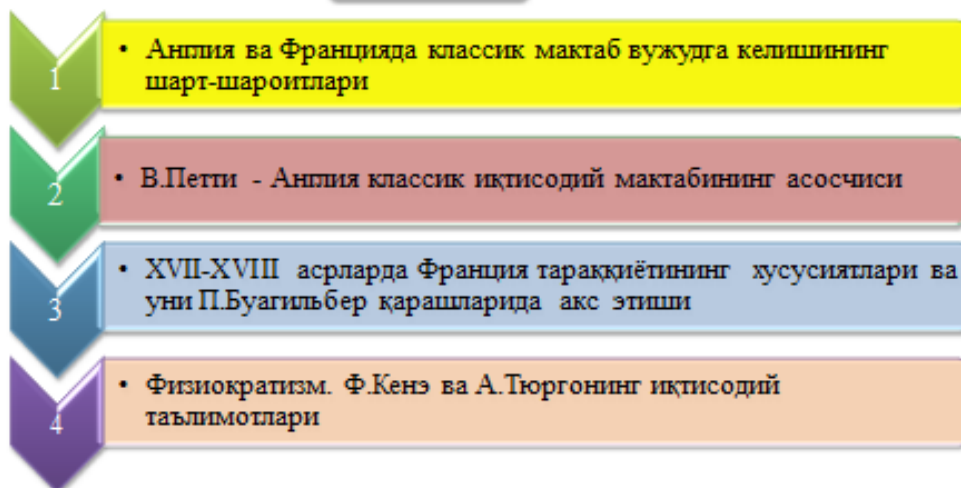 1
• Англия ва Францияда классик мактаб вужудга келишининг
шарт-шароитлари
2
• В.Петти - Англия классик иқтисодий мактабининг асосчиси
3
• XVII-XVIII асрларда Франция тараққиётининг хусусиятлари ва
уни П.Буагильбер қарашларида акс этиши
4
• Физиократизм. Ф.Кенэ ва А.Тюргонинг иқтисодий
таълимотлари